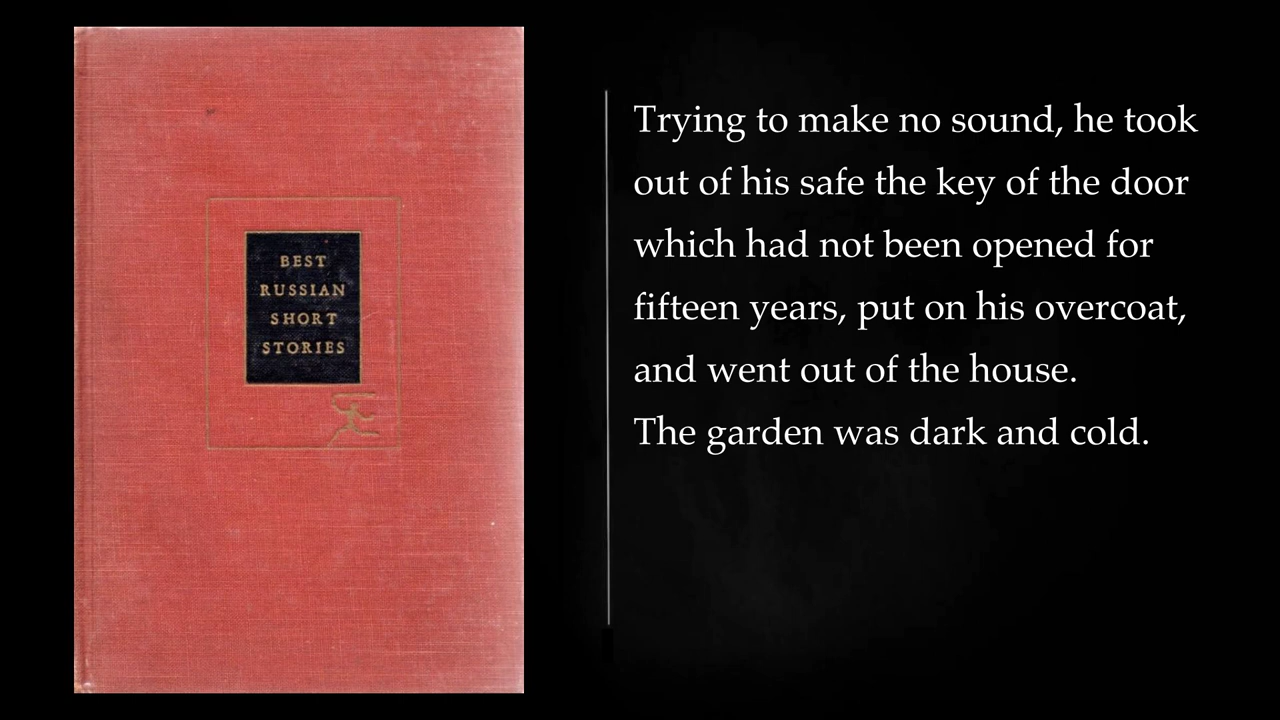 BEST
RUSSIAN
SHORT
STORIES
Trying to make no sound, he took
out of his safe the key of the door
which had not been opened for
fifteen years, put on his overcoat,
and went out of the house.
The garden was dark and cold.